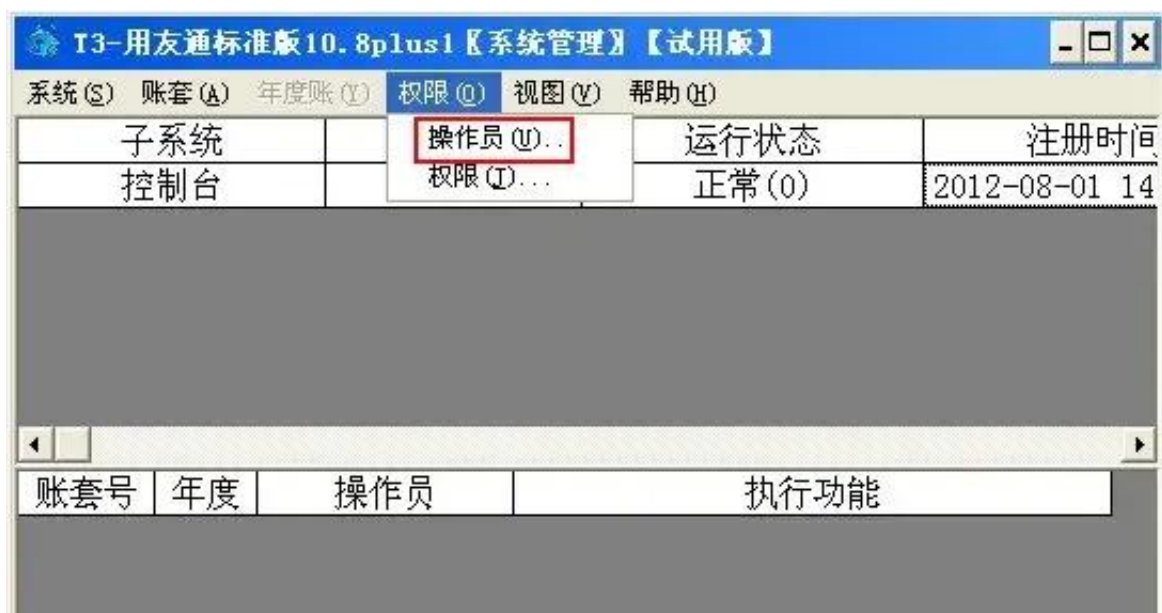 T3-用友通标准版10.8plus1〖系统管理〗【试用版】
系统(S) 账套(A) 年度账(Y) 权限(O) 视图(V) 帮助(H)
子系统 运行状态 注册时间
操作员(U)..
控制台 正常(0) 2012-08-01 14
权限(T)...
账套号 年度 操作员 执行功能